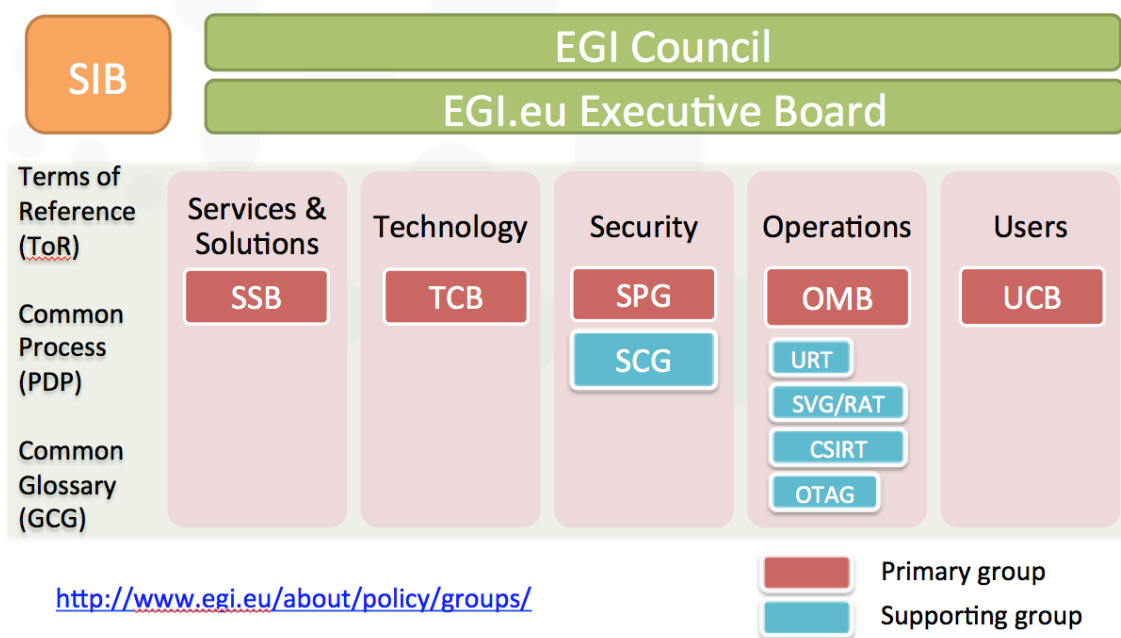 SIB
EGI Council
EGI.eu Executive Board
Terms of
Reference
(ToR)
Common
Process
(PDP)
Common
Glossary
(GCG)
Services &
Solutions
SSB
Technology
TCB
Security
SPG
SCG
Operations
OMB
URT
SVG/RAT
CSIRT
OTAG
Users
UCB
http://www.egi.eu/about/policy/groups/
Primary group
Supporting group